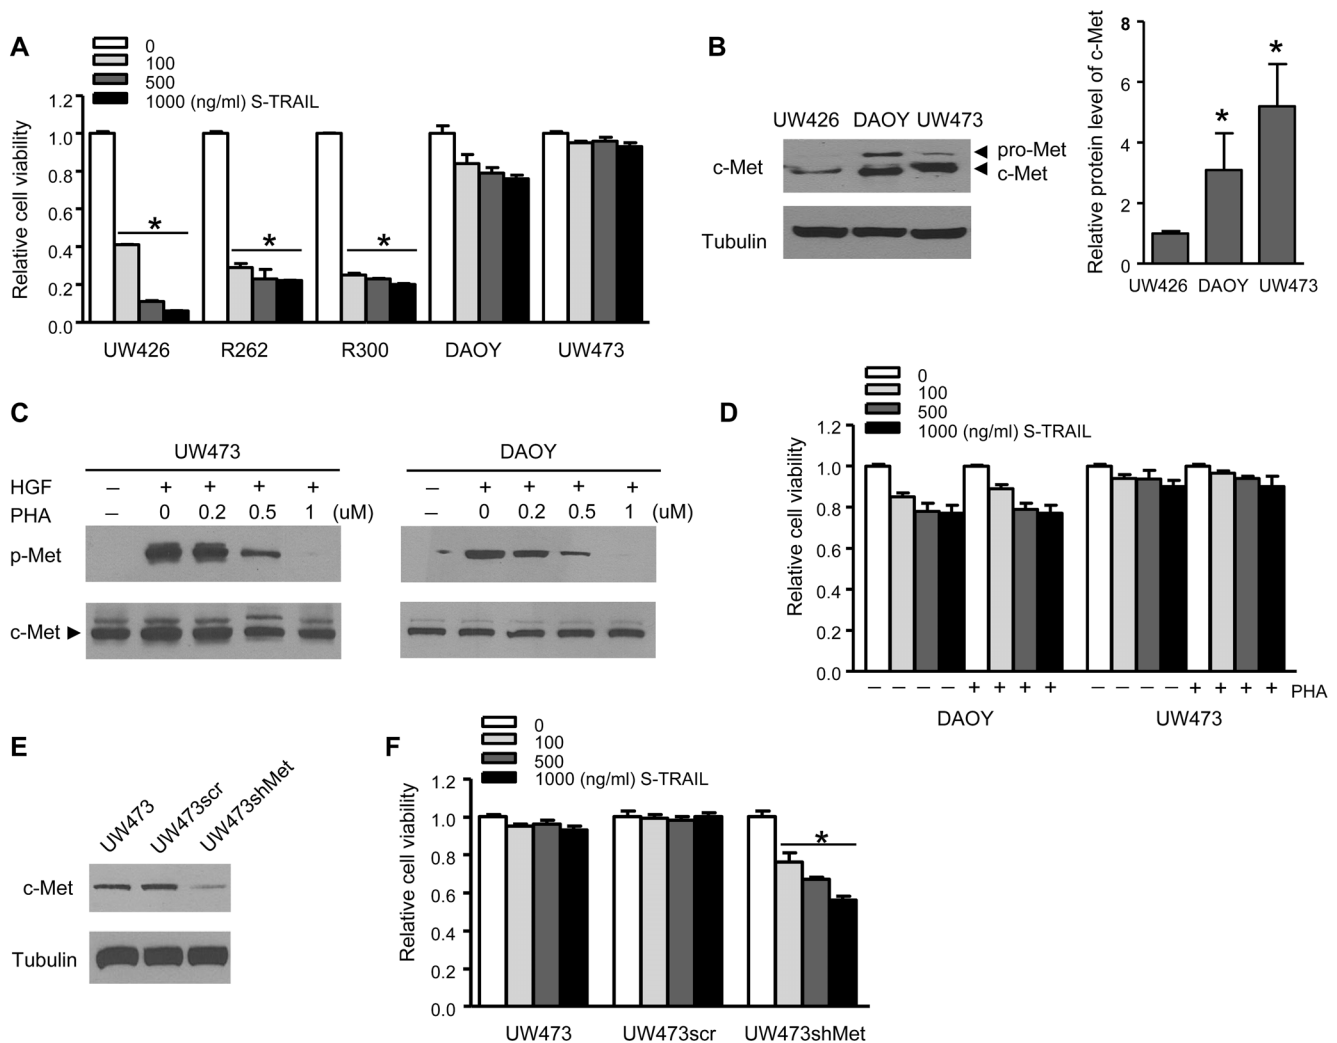 A
0
100
500
1000 (ng/ml) S-TRAIL
Relative cell viability
1.2
1.0
0.8
0.6
0.4
0.2
0.0
* * *
UW426 R262 R300 DAOY UW473
B
UW426 DAOY UW473
c-Met
pro-Met
c-Met
Tubulin
Relative protein level of c-Met
8
6
4
2
0
* *
UW426 DAOY UW473
C
UW473 DAOY
HGF – + + + + – + + + +
PHA – 0 0.2 0.5 1 (uM) – 0 0.2 0.5 1 (uM)
p-Met
c-Met
D
0
100
500
1000 (ng/ml) S-TRAIL
Relative cell viability
1.2
1.0
0.8
0.6
0.4
0.2
0.0
– – – – + + + + – – – – + + + + PHA
DAOY UW473
E
UW473
UW473scr
UW473shMet
c-Met
Tubulin
F
0
100
500
1000 (ng/ml) S-TRAIL
Relative cell viability
1.2
1.0
0.8
0.6
0.4
0.2
0.0
*
UW473 UW473scr UW473shMet